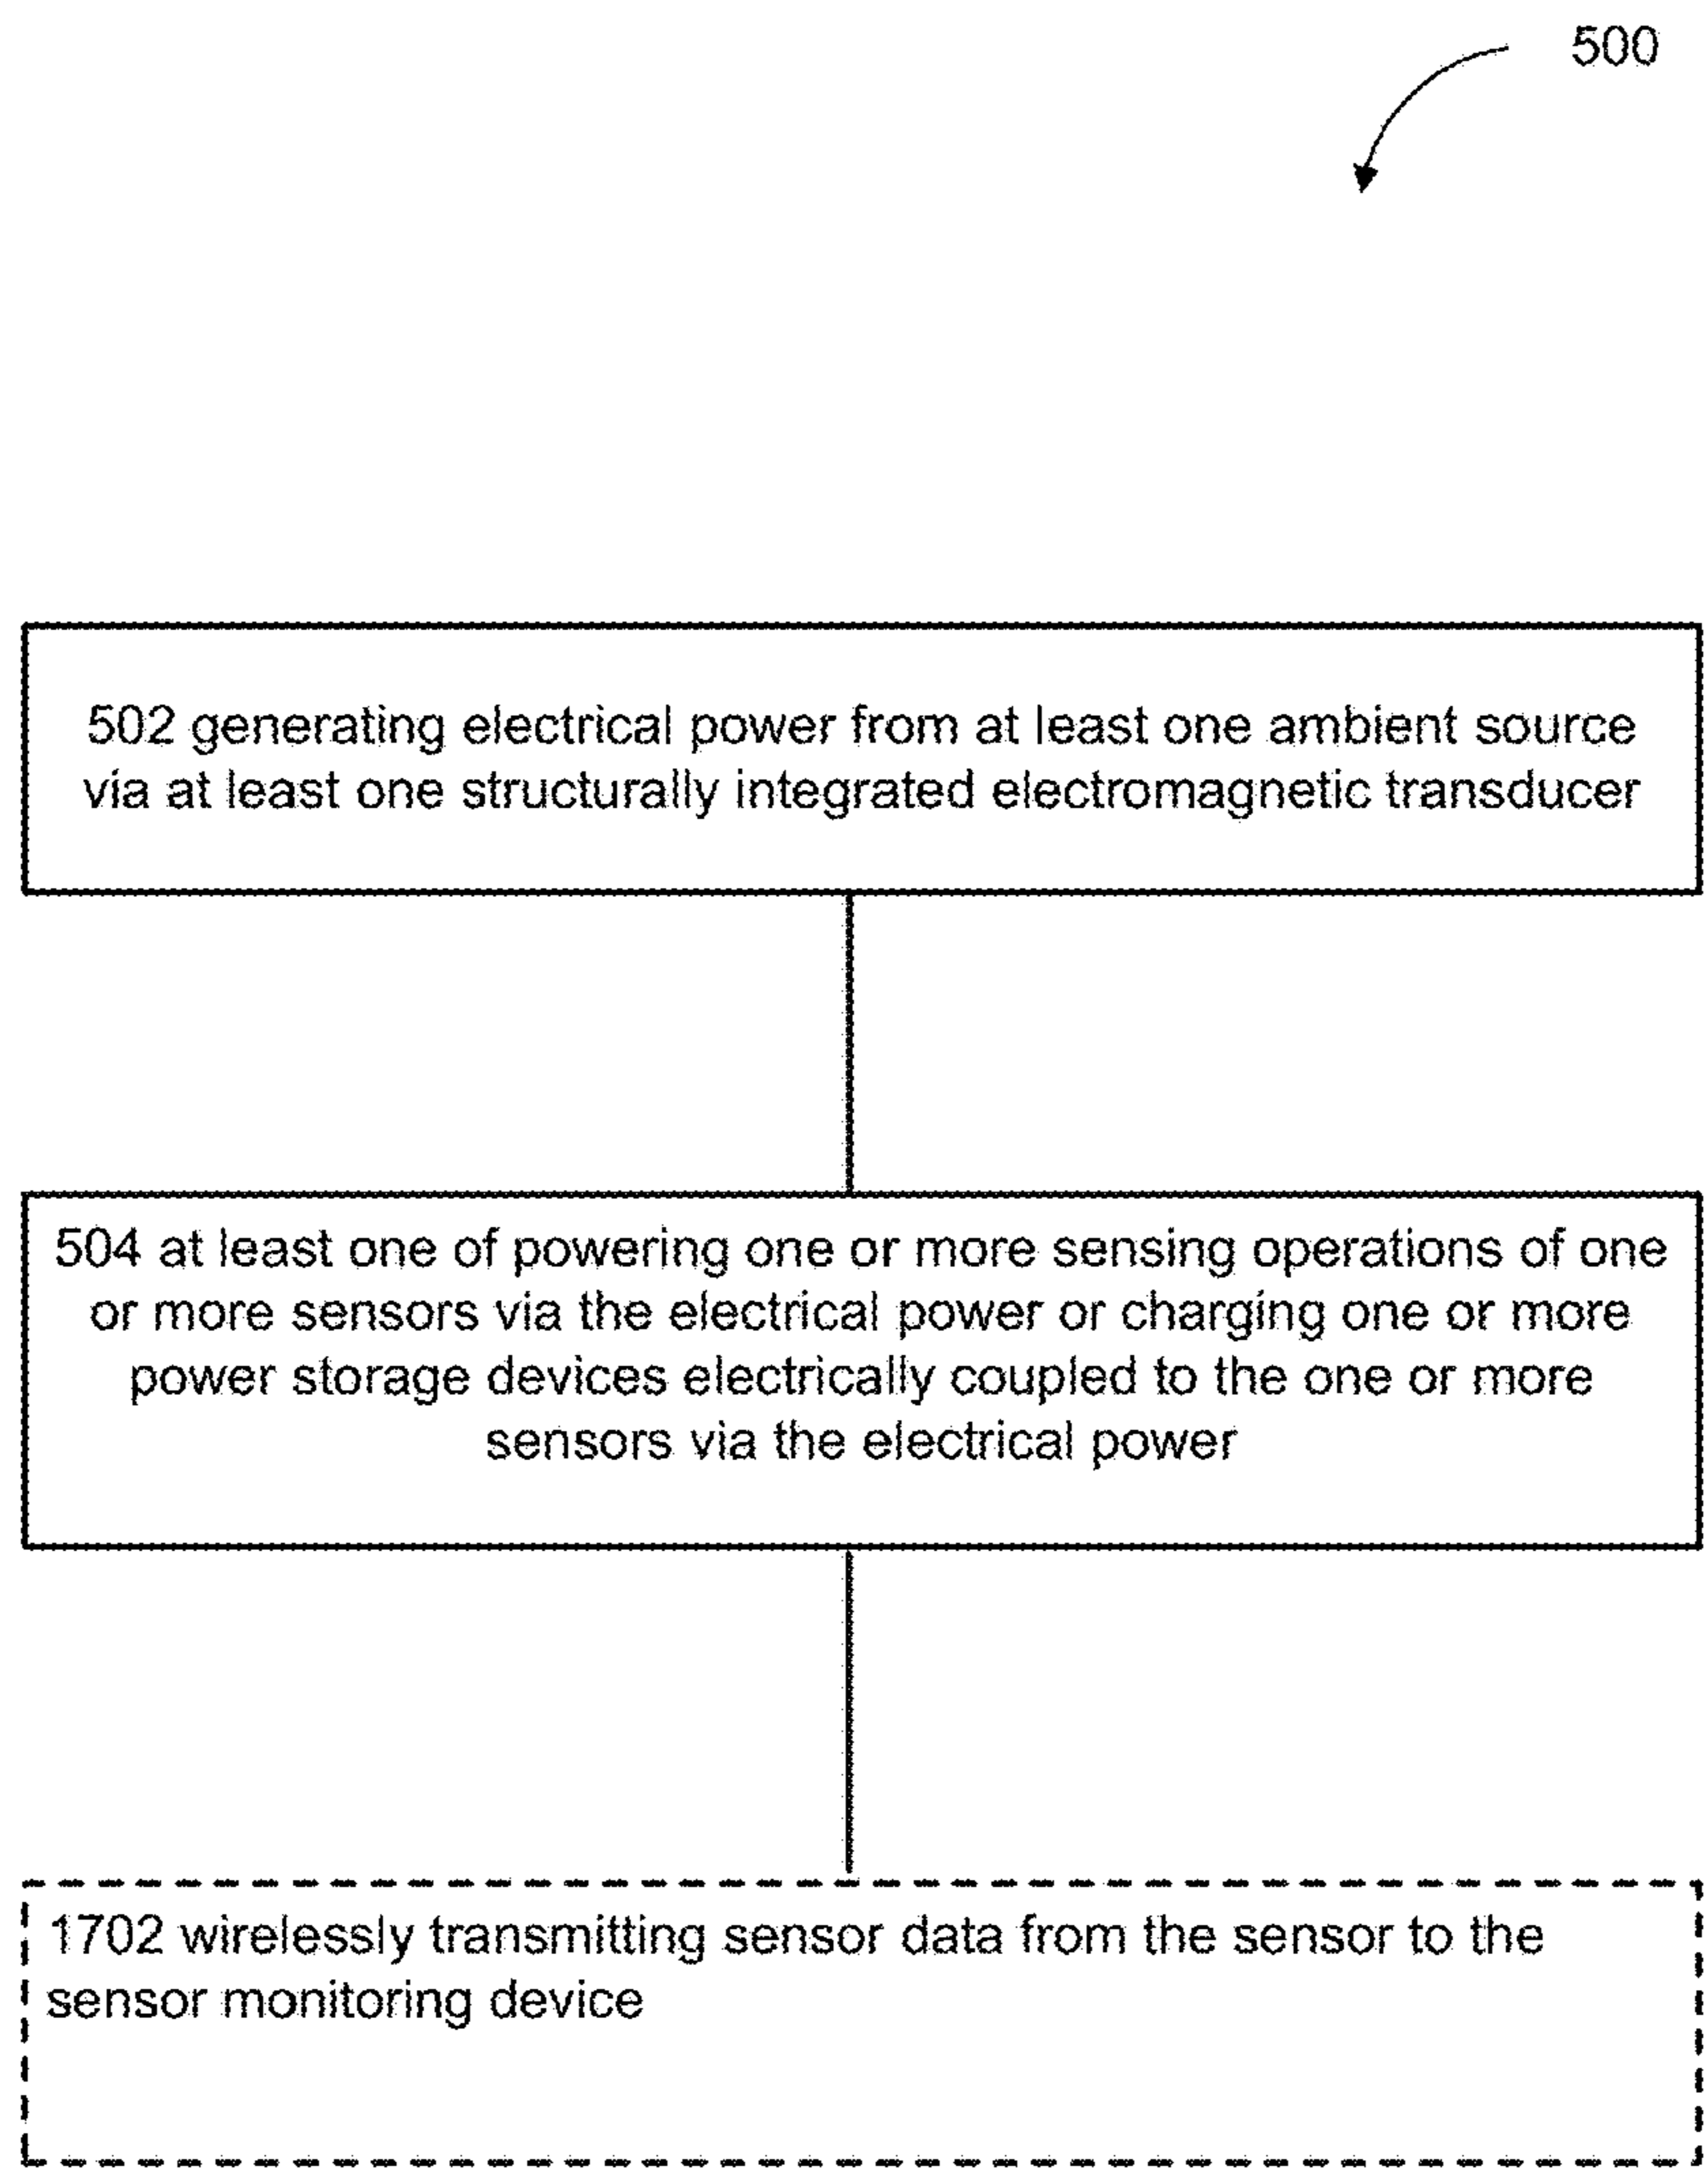 500
502 generating electrical power from at least one ambient source
via at least one structurally integrated electromagnetic transducer
504 at least one of powering one or more sensing operations of one
or more sensors via the electrical power or charging one or more
power storage devices electrically coupled to the one or more
sensors via the electrical power
1702 wirelessly transmitting sensor data from the sensor to the
sensor monitoring device